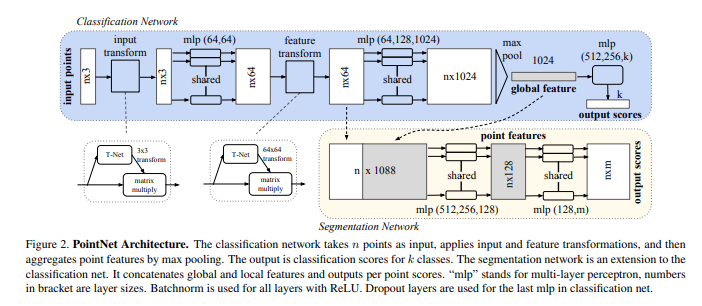 Classification Network
input
transform
mlp (64,64)
feature
transform
mlp (64,128,1024)
max
pool
1024
mlp
(512,256,k)
input points
nx3
nx3
shared
nx64
nx64
shared
nx1024
global feature
k
output scores
T-Net
3x3
transform
matrix
multiply
T-Net
64x64
transform
matrix
multiply
point features
n x 1088
shared
nx128
shared
nxm
output scores
mlp (512,256,128)
mlp (128,m)
Segmentation Network
Figure 2. PointNet Architecture. The classification network takes n points as input, applies input and feature transformations, and then
aggregates point features by max pooling. The output is classification scores for k classes. The segmentation network is an extension to the
classification net. It concatenates global and local features and outputs per point scores. “mlp” stands for multi-layer perceptron, numbers
in bracket are layer sizes. Batchnorm is used for all layers with ReLU. Dropout layers are used for the last mlp in classification net.